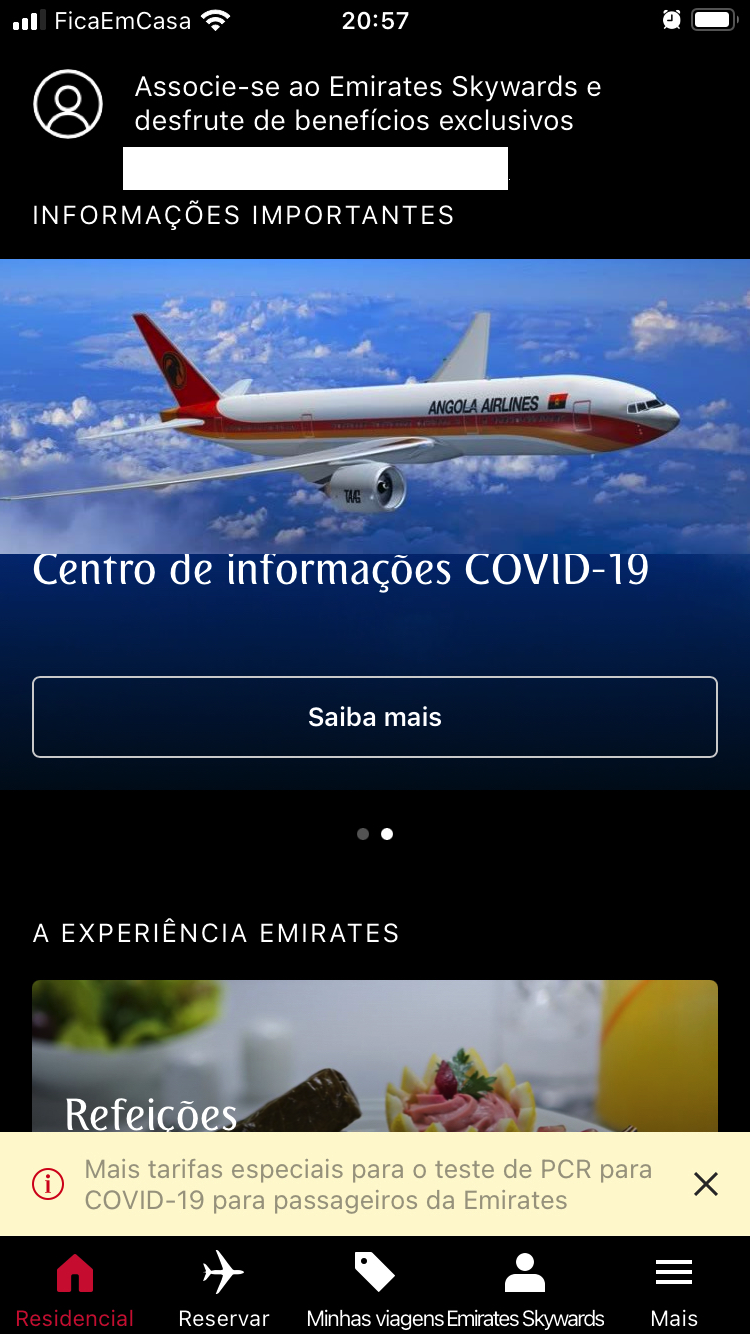 FicaEmCasa
20:57
Associe-se ao Emirates Skywards e
desfrute de benefícios exclusivos
INFORMAÇÕES IMPORTANTES
ANGOLA AIRLINES
TAAG
Centro de informações COVID-19
Saiba mais
A EXPERIÊNCIA EMIRATES
Refeições
Mais tarifas especiais para o teste de PCR para
COVID-19 para passageiros da Emirates
Residencial
Reservar
Minhas viagens
Emirates Skywards
Mais